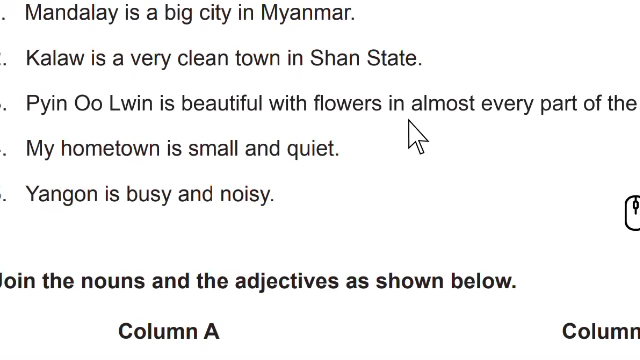 . Mandalay is a big city in Myanmar.
. Kalaw is a very clean town in Shan State.
. Pyin Oo Lwin is beautiful with flowers in almost every part of the
. My hometown is small and quiet.
. Yangon is busy and noisy.
Join the nouns and the adjectives as shown below.
Column A Column